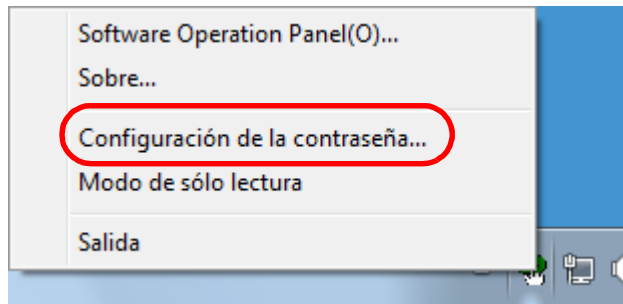 Software Operation Panel(O)...
Sobre...
Configuración de la contraseña...
Modo de sólo lectura
Salida